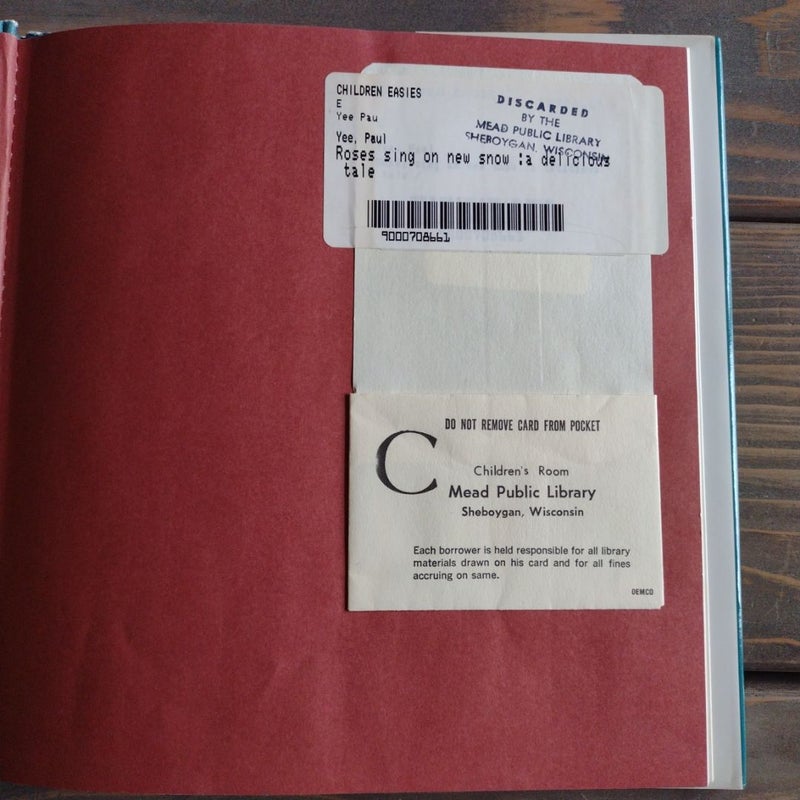 CHILDREN EASIES
E
Yee Pau
Yee, Paul
Roses sing on new snow :a delicious
tale
DISCARDED
BY THE
MEAD PUBLIC LIBRARY
SHEBOYGAN, WISCONSIN
9000708661
DO NOT REMOVE CARD FROM POCKET
C
Children's Room
Mead Public Library
Sheboygan, Wisconsin
Each borrower is held responsible for all library
materials drawn on his card and for all fines
accruing on same.
DEMCO